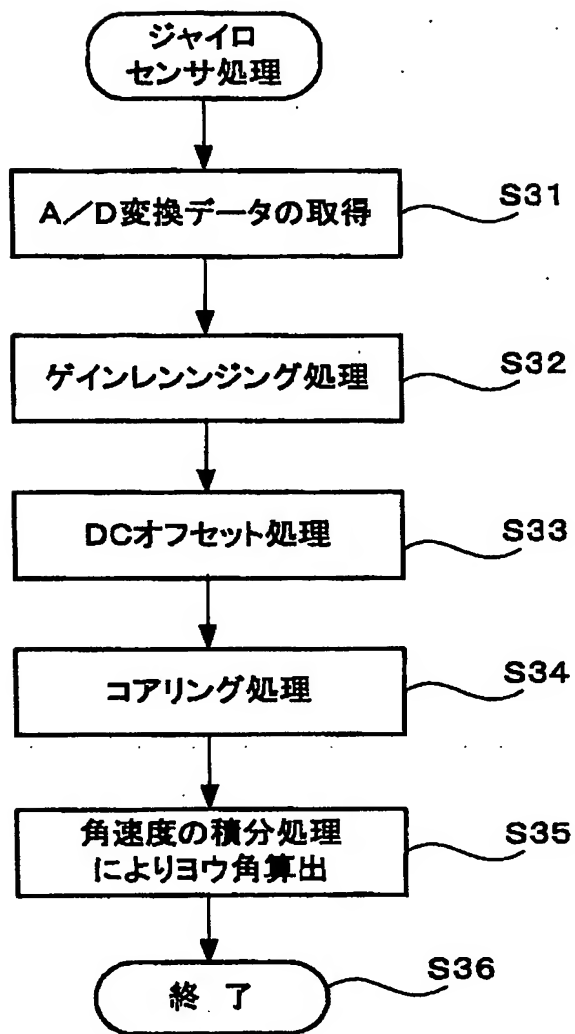 ジャイロ
センサ処理
A/D変換データの取得
S31
ゲインレンンジング処理
S32
DCオフセット処理
S33
コアリング処理
S34
角速度の積分処理
によりヨウ角算出
S35
終 了
S36